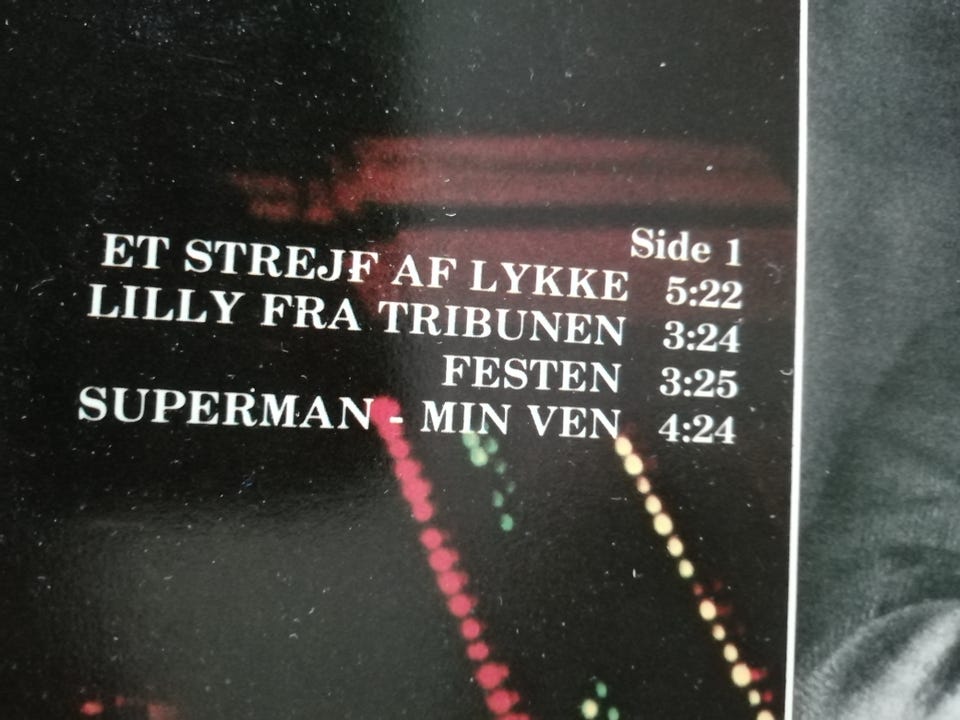 Side 1
ET STREJF AF LYKKE 5:22
LILLY FRA TRIBUNEN 3:24
FESTEN 3:25
SUPERMAN - MIN VEN 4:24